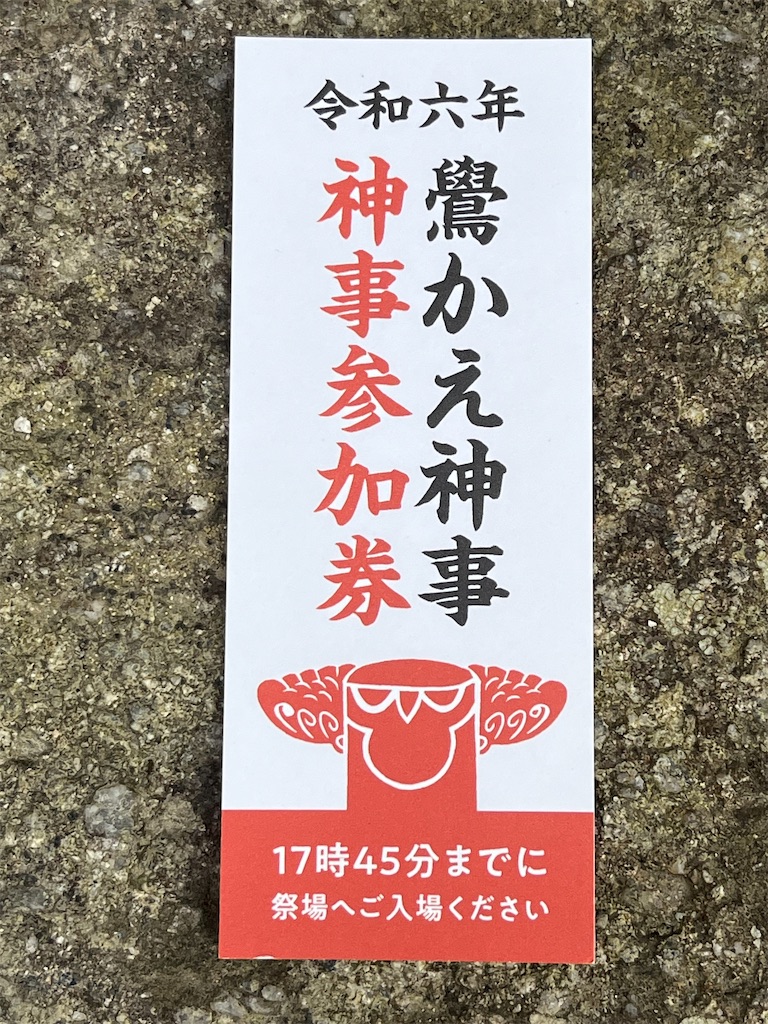 令和六年
鷽かえ神事
神事参加券
17時45分までに
祭場へご入場ください